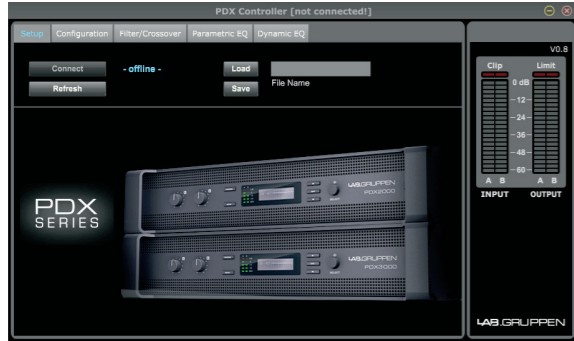 PDX Controller [not connected!]
Setup Configuration Filter/Crossover Parametric EQ Dynamic EQ
Connect - offline - Load
Refresh Save File Name
V0.8
Clip Limit
0 dB
-12-
-24-
-36-
-48-
-60-
A B A B
INPUT OUTPUT
PDX
SERIES
LAB.GRUPPEN
PDX2000
LAB.GRUPPEN
PDX3000
LAB.GRUPPEN